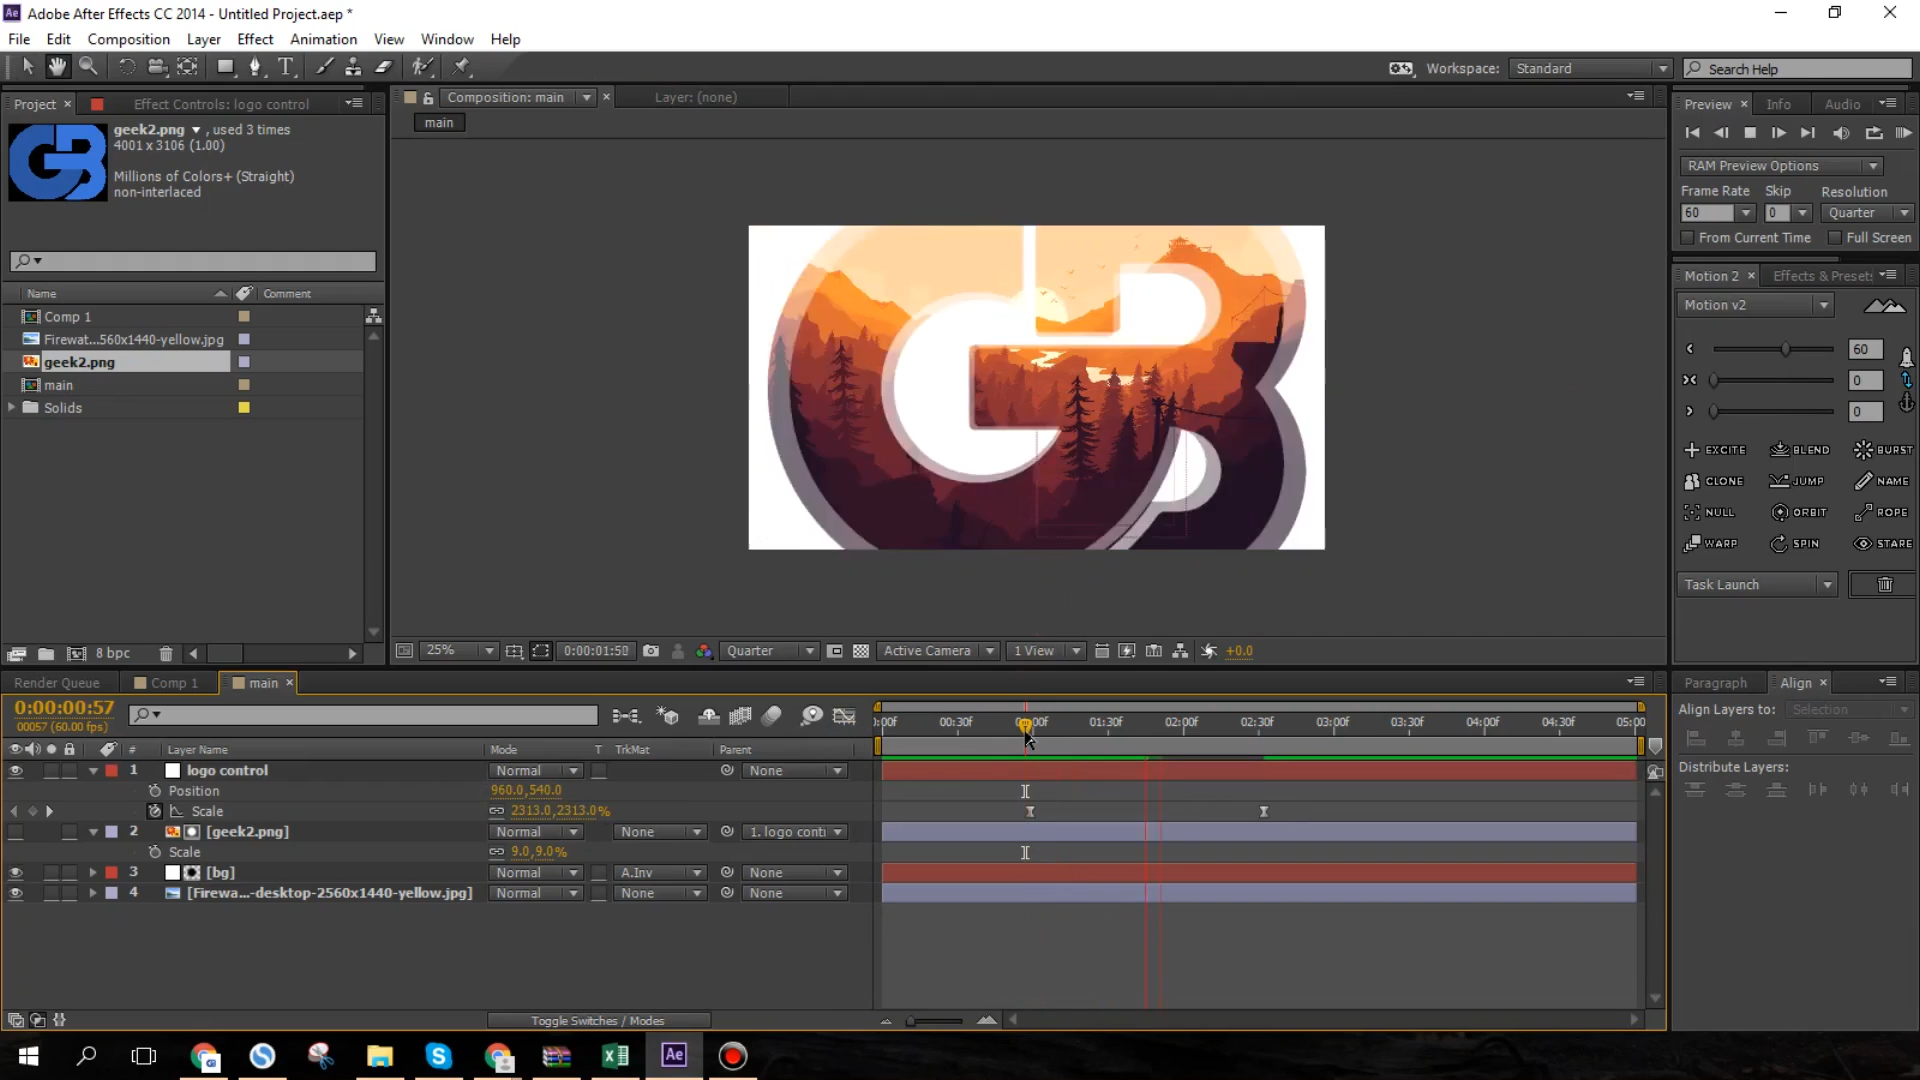 Adobe After Effects CC 2014 - Untitled Project.aep *
File Edit Composition Layer Effect Animation View Window Help
Workspace: Standard Search Help
Project × Effect Controls: logo control
geek2.png ▼ , used 3 times
4001 x 3106 (1.00)
Millions of Colors+ (Straight)
non-interlaced
Name Comment
Comp 1
Firewat...560x1440-yellow.jpg
geek2.png
main
Solids
8 bpc
Composition: main × Layer: (none)
main
GB
25% 0:00:01:50 Quarter Active Camera 1 View +0.0
Preview × Info Audio
RAM Preview Options
Frame Rate Skip Resolution
60 0 Quarter
From Current Time Full Screen
Motion 2 × Effects & Presets
Motion v2
60
0
0
EXCITE BLEND BURST
CLONE JUMP NAME
NULL ORBIT ROPE
WARP SPIN STARE
Task Launch
Render Queue Comp 1 main ×
0:00:00:57
00057 (60.00 fps)
# Layer Name Mode T TrkMat Parent
:00f 00:30f 01:30f 02:00f 02:30f 03:00f 03:30f 04:00f 04:30f 05:00
1 logo control Normal None
Position 960.0,540.0
Scale 2313.0,2313.0%
2 [geek2.png] Normal None 1. logo conti
Scale 9.0,9.0%
3 [bg] Normal A.Inv None
4 [Firewa...-desktop-2560x1440-yellow.jpg] Normal None None
Toggle Switches / Modes
Paragraph Align ×
Align Layers to: Selection
Distribute Layers:
Ae